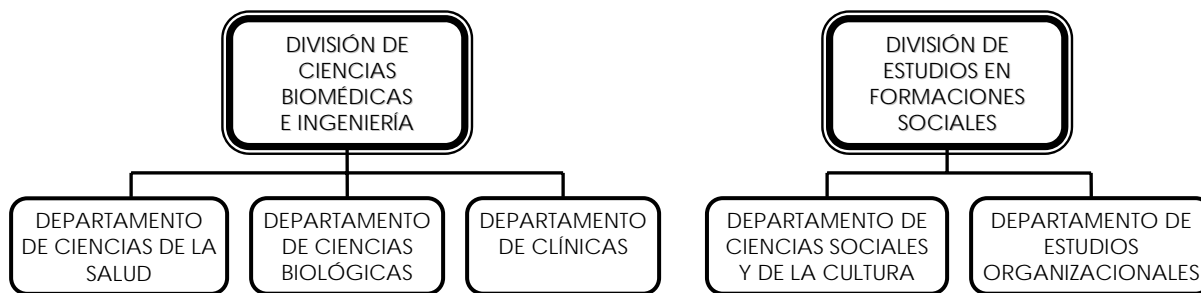 DIVISIÓN DE
CIENCIAS
BIOMÉDICAS
E INGENIERÍA
DIVISIÓN DE
ESTUDIOS EN
FORMACIONES
SOCIALES
DEPARTAMENTO
DE CIENCIAS DE LA
SALUD
DEPARTAMENTO
DE CIENCIAS
BIOLÓGICAS
DEPARTAMENTO
DE CLÍNICAS
DEPARTAMENTO DE
CIENCIAS SOCIALES
Y DE LA CULTURA
DEPARTAMENTO DE
ESTUDIOS
ORGANIZACIONALES